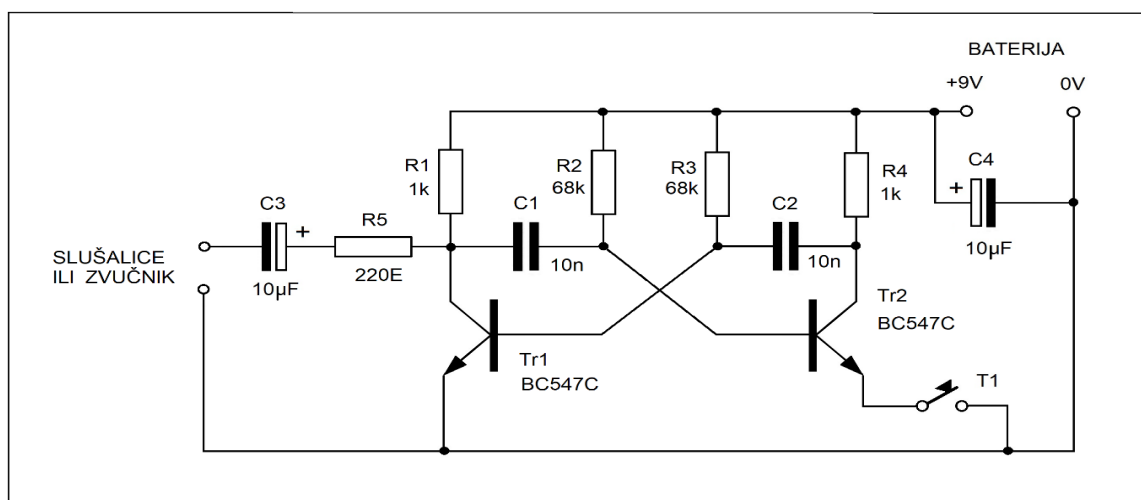 BATERIJA
+9V
0V
R1
1k
R2
68k
R3
68k
R4
1k
C4
+
10µF
C3
+
10µF
R5
220E
C1
10n
C2
10n
SLUŠALICE
ILI ZVUČNIK
Tr1
BC547C
Tr2
BC547C
T1